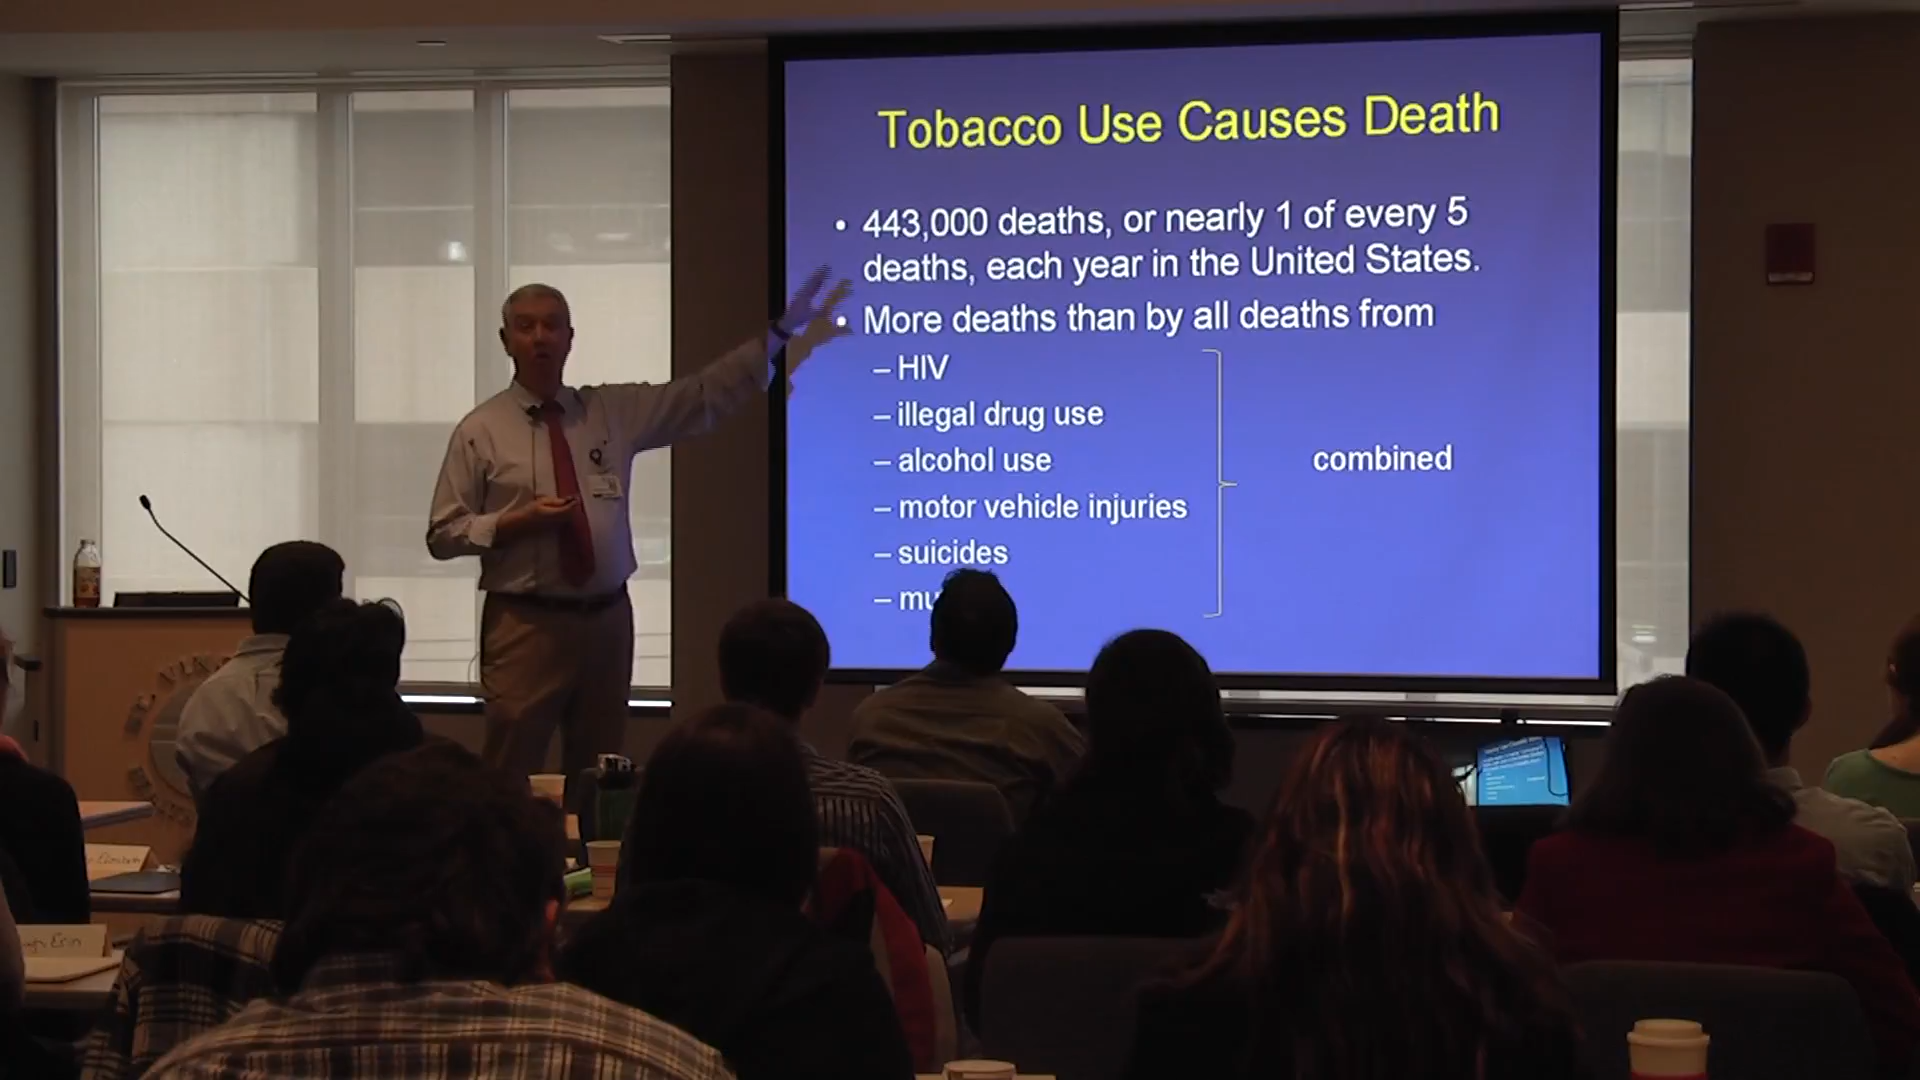 Tobacco Use Causes Death
• 443,000 deaths, or nearly 1 of every 5
deaths, each year in the United States.
• More deaths than by all deaths from
– HIV
– illegal drug use
– alcohol use
– motor vehicle injuries
– suicides
– mu
combined
Erin